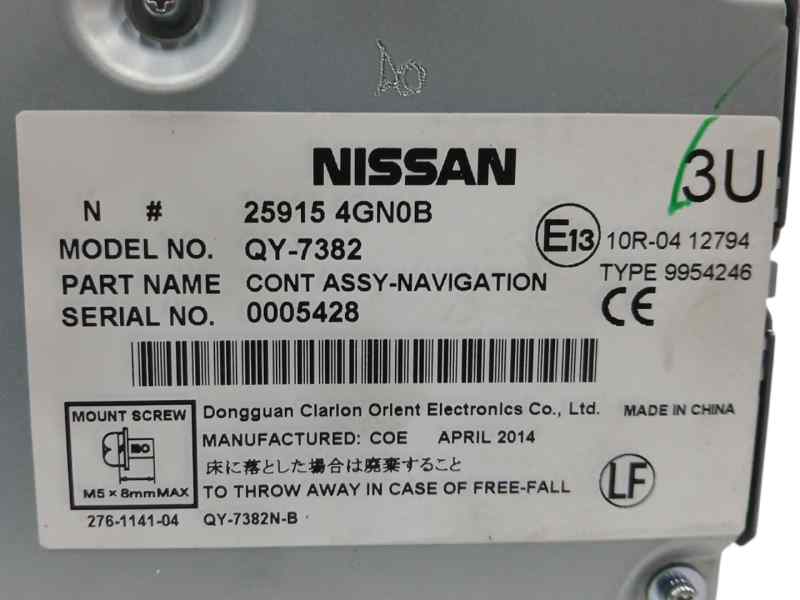 NISSAN
3U
N # 25915 4GN0B
MODEL NO. QY-7382
E13 10R-04 12794
PART NAME CONT ASSY-NAVIGATION
TYPE 9954246
SERIAL NO. 0005428
CE
MOUNT SCREW
M5 × 8mmMAX
Dongguan Clarion Orient Electronics Co., Ltd. MADE IN CHINA
MANUFACTURED: COE APRIL 2014
床に落とした場合は廃棄すること
TO THROW AWAY IN CASE OF FREE-FALL
LF
276-1141-04 QY-7382N-B